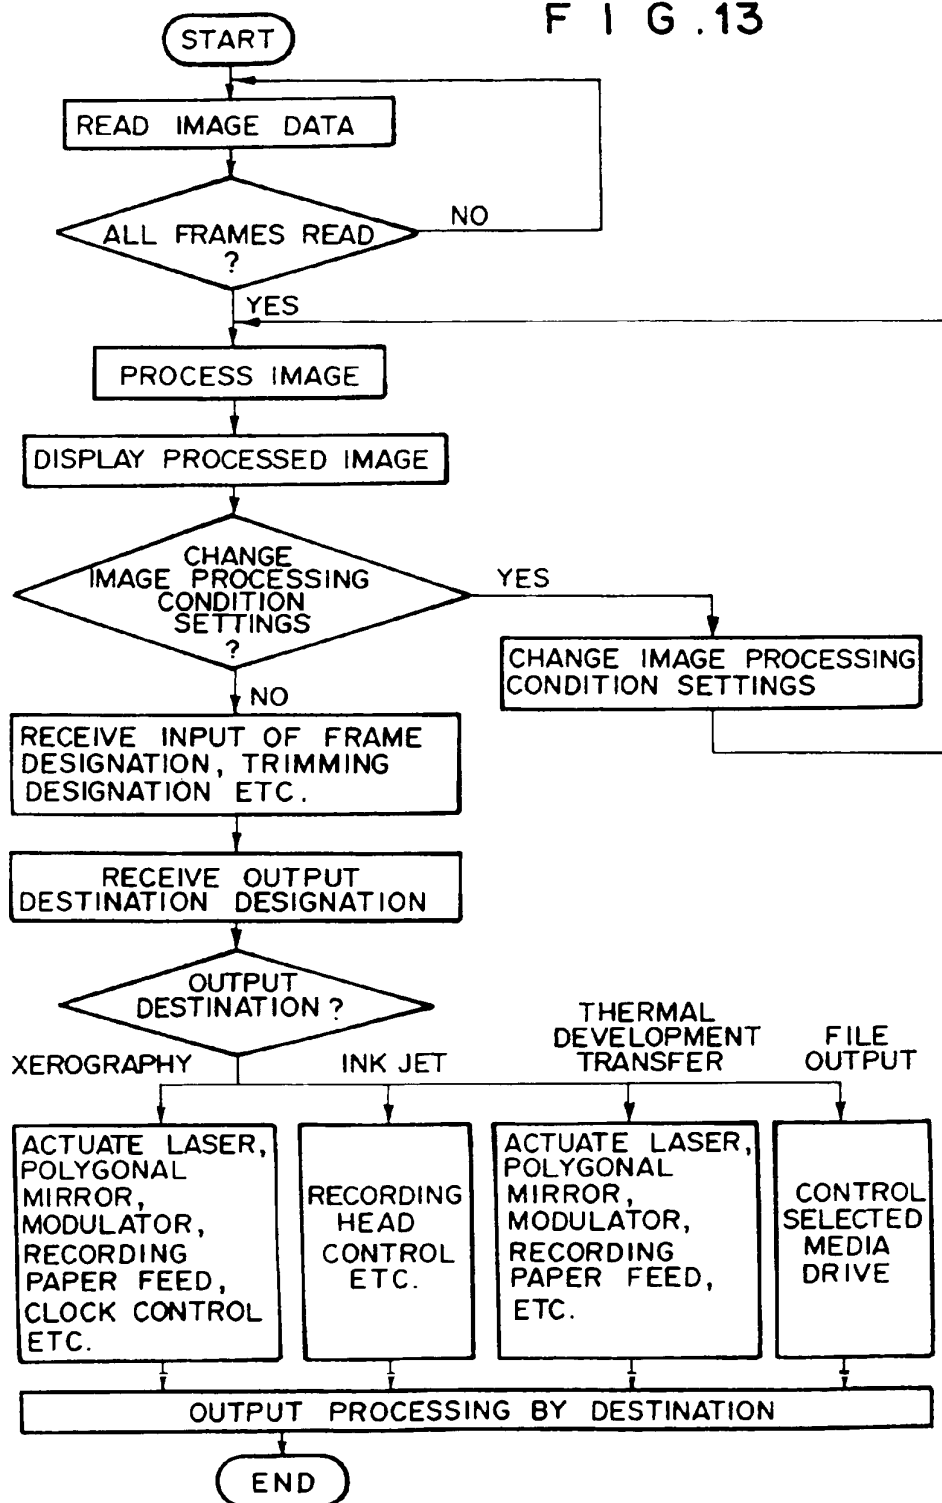 F I G .13
START
READ IMAGE DATA
NO
ALL FRAMES READ
?
YES
PROCESS IMAGE
DISPLAY PROCESSED IMAGE
CHANGE
IMAGE PROCESSING
CONDITION
SETTINGS
?
YES
CHANGE IMAGE PROCESSING
CONDITION SETTINGS
NO
RECEIVE INPUT OF FRAME
DESIGNATION, TRIMMING
DESIGNATION ETC.
RECEIVE OUTPUT
DESTINATION DESIGNATION
OUTPUT
DESTINATION ?
XEROGRAPHY
INK JET
THERMAL
DEVELOPMENT
TRANSFER
FILE
OUTPUT
ACTUATE LASER,
POLYGONAL
MIRROR,
MODULATOR,
RECORDING
PAPER FEED,
CLOCK CONTROL
ETC.
RECORDING
HEAD
CONTROL
ETC.
ACTUATE LASER,
POLYGONAL
MIRROR,
MODULATOR,
RECORDING
PAPER FEED,
ETC.
CONTROL
SELECTED
MEDIA
DRIVE
OUTPUT PROCESSING BY DESTINATION
END